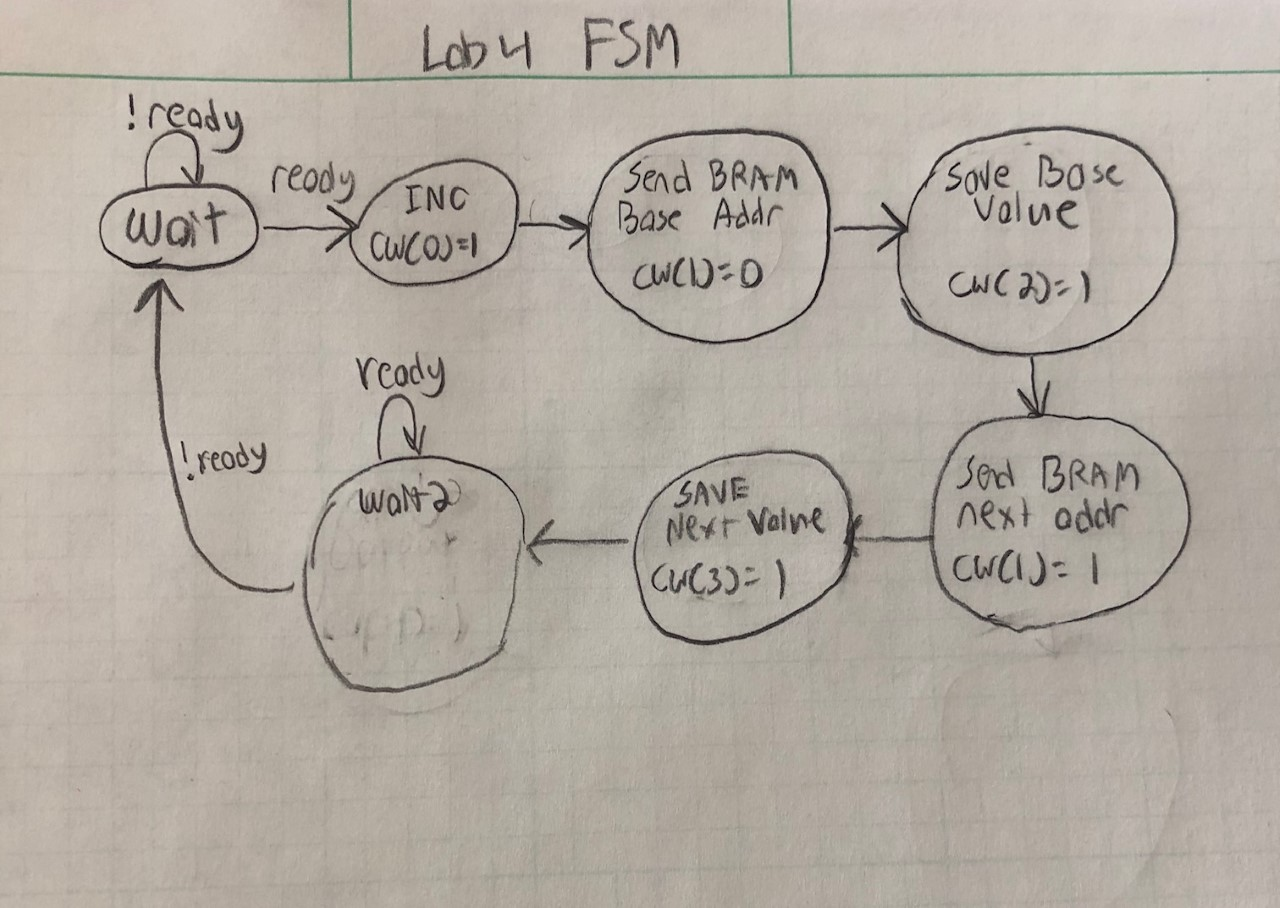 Lab 4 FSM
!ready
ready
wait
INC
CW(0)=1
Send BRAM
Base Addr
CW(1)=0
Save Base
Value
CW(2)=1
ready
!ready
wait2
SAVE
Next Value
CW(3)=1
Send BRAM
next addr
CW(1)=1